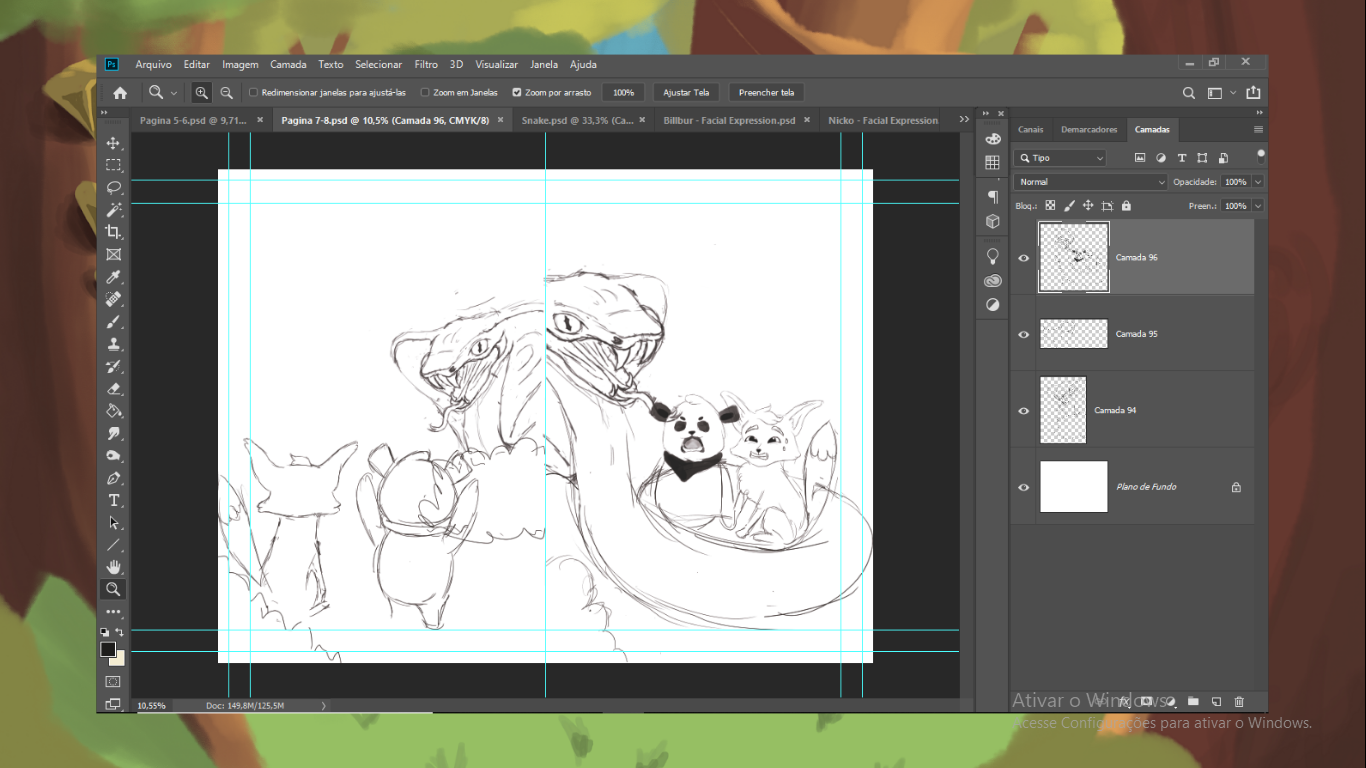 Ps Arquivo Editar Imagem Camada Texto Selecionar Filtro 3D Visualizar Janela Ajuda
Redimensionar janelas para ajustá-las Zoom em Janelas Zoom por arrasto 100% Ajustar Tela Preencher tela
Pagina 5-6.psd @ 9,71... × Pagina 7-8.psd @ 10,5% (Camada 96, CMYK/8) × Snake.psd @ 33,3% (Ca... × Billbur - Facial Expression.psd × Nicko - Facial Expression
Canais Demarcadores Camadas
Tipo
Normal Opacidade: 100%
Bloq.: Preen.: 100%
Camada 96
Camada 95
Camada 94
Plano de Fundo
fx
10,55% Doc: 149,8M/125,5M
Ativar o Windows
Acesse Configurações para ativar o Windows.